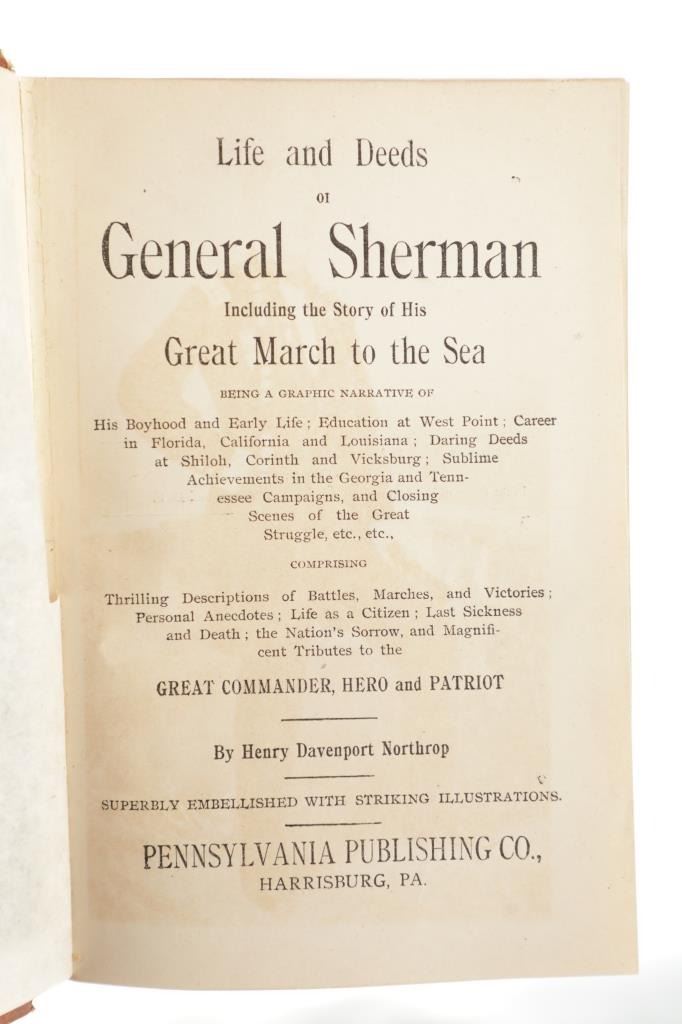 Life and Deeds
of
General Sherman
Including the Story of His
Great March to the Sea
BEING A GRAPHIC NARRATIVE OF
His Boyhood and Early Life; Education at West Point; Career
in Florida, California and Louisiana; Daring Deeds
at Shiloh, Corinth and Vicksburg; Sublime
Achievements in the Georgia and Tenn-
essee Campaigns, and Closing
Scenes of the Great
Struggle, etc., etc.,
COMPRISING
Thrilling Descriptions of Battles, Marches, and Victories;
Personal Anecdotes; Life as a Citizen; Last Sickness
and Death; the Nation's Sorrow, and Magnifi-
cent Tributes to the
GREAT COMMANDER, HERO and PATRIOT
By Henry Davenport Northrop
SUPERBLY EMBELLISHED WITH STRIKING ILLUSTRATIONS.
PENNSYLVANIA PUBLISHING CO.,
HARRISBURG, PA.